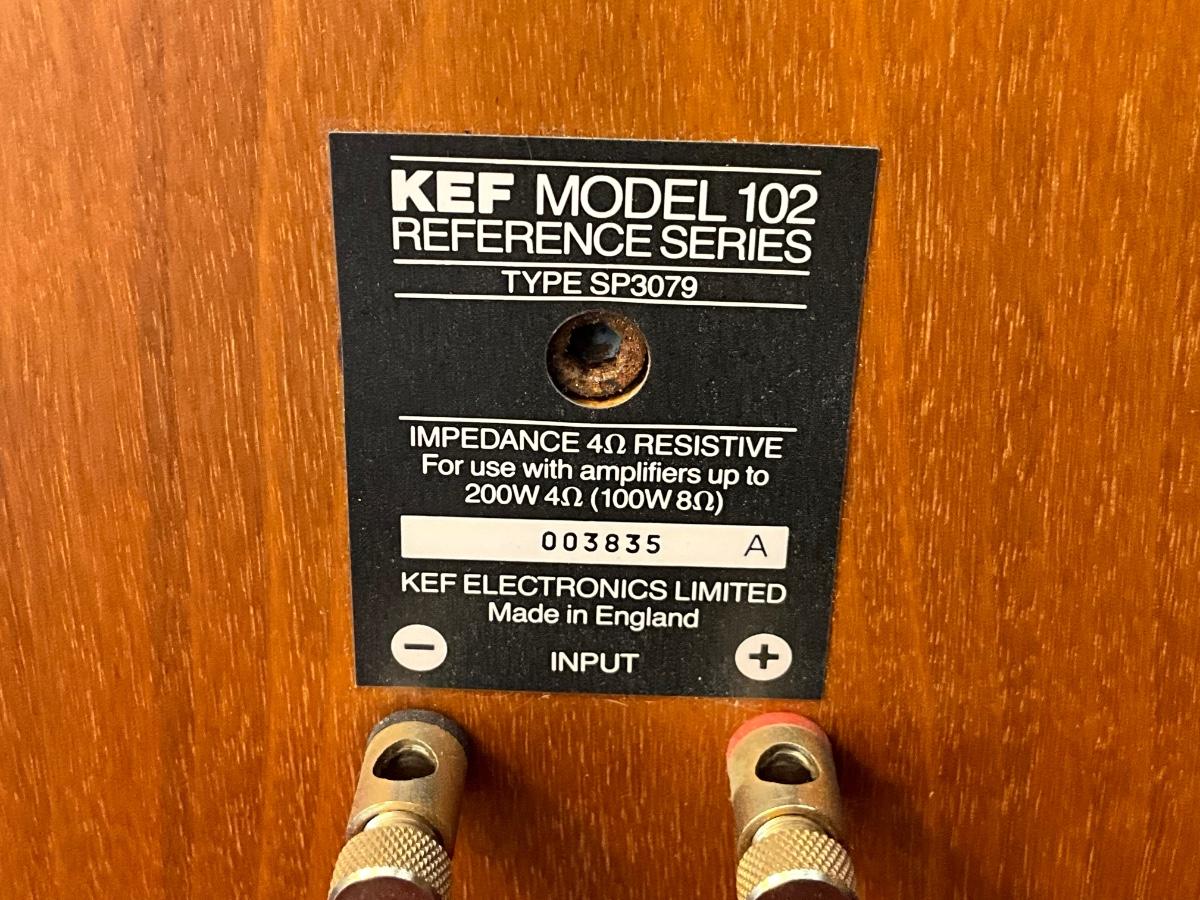 KEF MODEL 102
REFERENCE SERIES
TYPE SP3079
IMPEDANCE 4Ω RESISTIVE
For use with amplifiers up to
200W 4Ω (100W 8Ω)
003835 A
KEF ELECTRONICS LIMITED
Made in England
− INPUT +